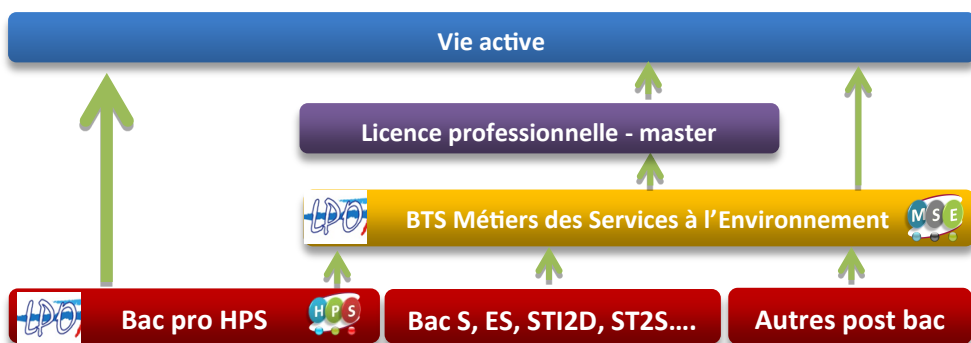 Vie active
Licence professionnelle - master
LPO
BTS Métiers des Services à l’Environnement
MSE
LPO
Bac pro HPS
HPS
Bac S, ES, STI2D, ST2S….
Autres post bac